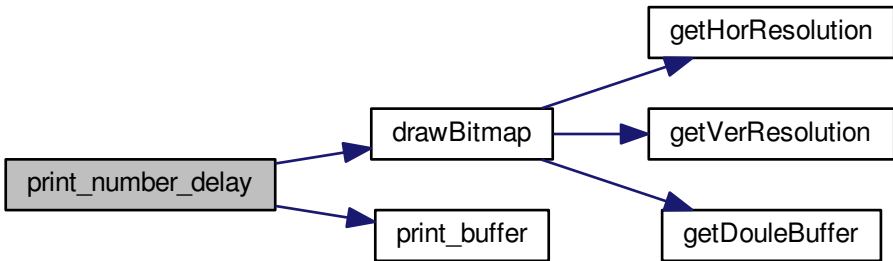 getHorResolution
drawBitmap
getVerResolution
print_number_delay
print_buffer
getDouleBuffer